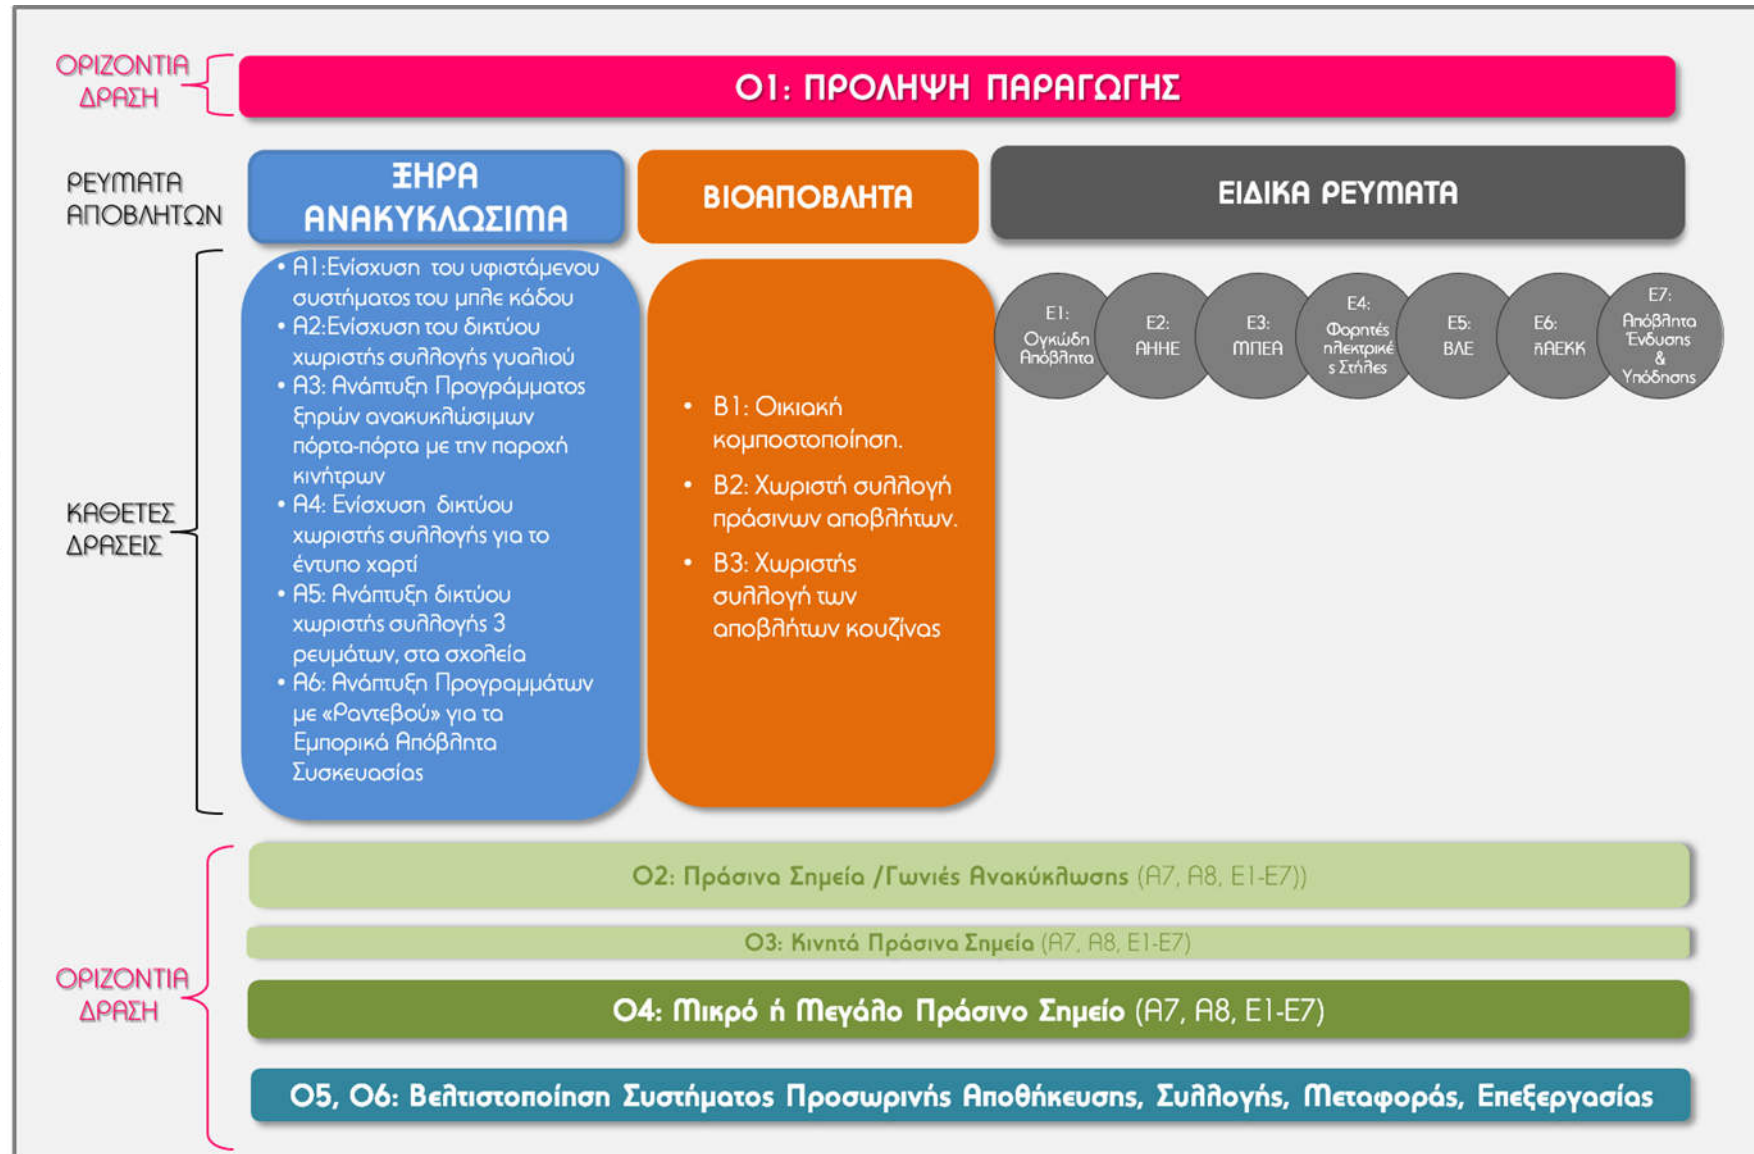 ΟΡΙΖΟΝΤΙΑ
ΔΡΑΣΗ
Ο1: ΠΡΟΛΗΨΗ ΠΑΡΑΓΩΓΗΣ
ΡΕΥΜΑΤΑ
ΑΠΟΒΛΗΤΩΝ
ΞΗΡΑ
ΑΝΑΚΥΚΛΩΣΙΜΑ
ΒΙΟΑΠΟΒΛΗΤΑ
ΕΙΔΙΚΑ ΡΕΥΜΑΤΑ
ΚΑΘΕΤΕΣ
ΔΡΑΣΕΙΣ
• Α1:Ενίσχυση του υφιστάμενου
συστήματος του μπλε κάδου
• Α2:Ενίσχυση του δικτύου
χωριστής συλλογής γυαλιού
• Α3: Ανάπτυξη Προγράμματος
ξηρών ανακυκλώσιμων
πόρτα-πόρτα με την παροχή
κινήτρων
• Α4: Ενίσχυση δικτύου
χωριστής συλλογής για το
έντυπο χαρτί
• Α5: Ανάπτυξη δικτύου
χωριστής συλλογής 3
ρευμάτων, στα σχολεία
• Α6: Ανάπτυξη Προγραμμάτων
με «Ραντεβού» για τα
Εμπορικά Απόβλητα
Συσκευασίας
• Β1: Οικιακή
κομποστοποίηση.
• Β2: Χωριστή συλλογή
πράσινων αποβλήτων.
• Β3: Χωριστής
συλλογή των
αποβλήτων κουζίνας
Ε1:
Ογκώδη
Απόβλητα
Ε2:
ΑΗΗΕ
Ε3:
ΜΠΕΑ
Ε4:
Φορητές
ηλεκτρικέ
ς Στήλες
Ε5:
ΒΛΕ
Ε6:
ήΑΕΚΚ
Ε7:
Απόβλητα
Ένδυσης
&
Υπόδησης
ΟΡΙΖΟΝΤΙΑ
ΔΡΑΣΗ
Ο2: Πράσινα Σημεία /Γωνιές Ανακύκλωσης (Α7, Α8, Ε1-Ε7))
Ο3: Κινητά Πράσινα Σημεία (Α7, Α8, Ε1-Ε7)
Ο4: Μικρό ή Μεγάλο Πράσινο Σημείο (Α7, Α8, Ε1-Ε7)
Ο5, Ο6: Βελτιστοποίηση Συστήματος Προσωρινής Αποθήκευσης, Συλλογής, Μεταφοράς, Επεξεργασίας